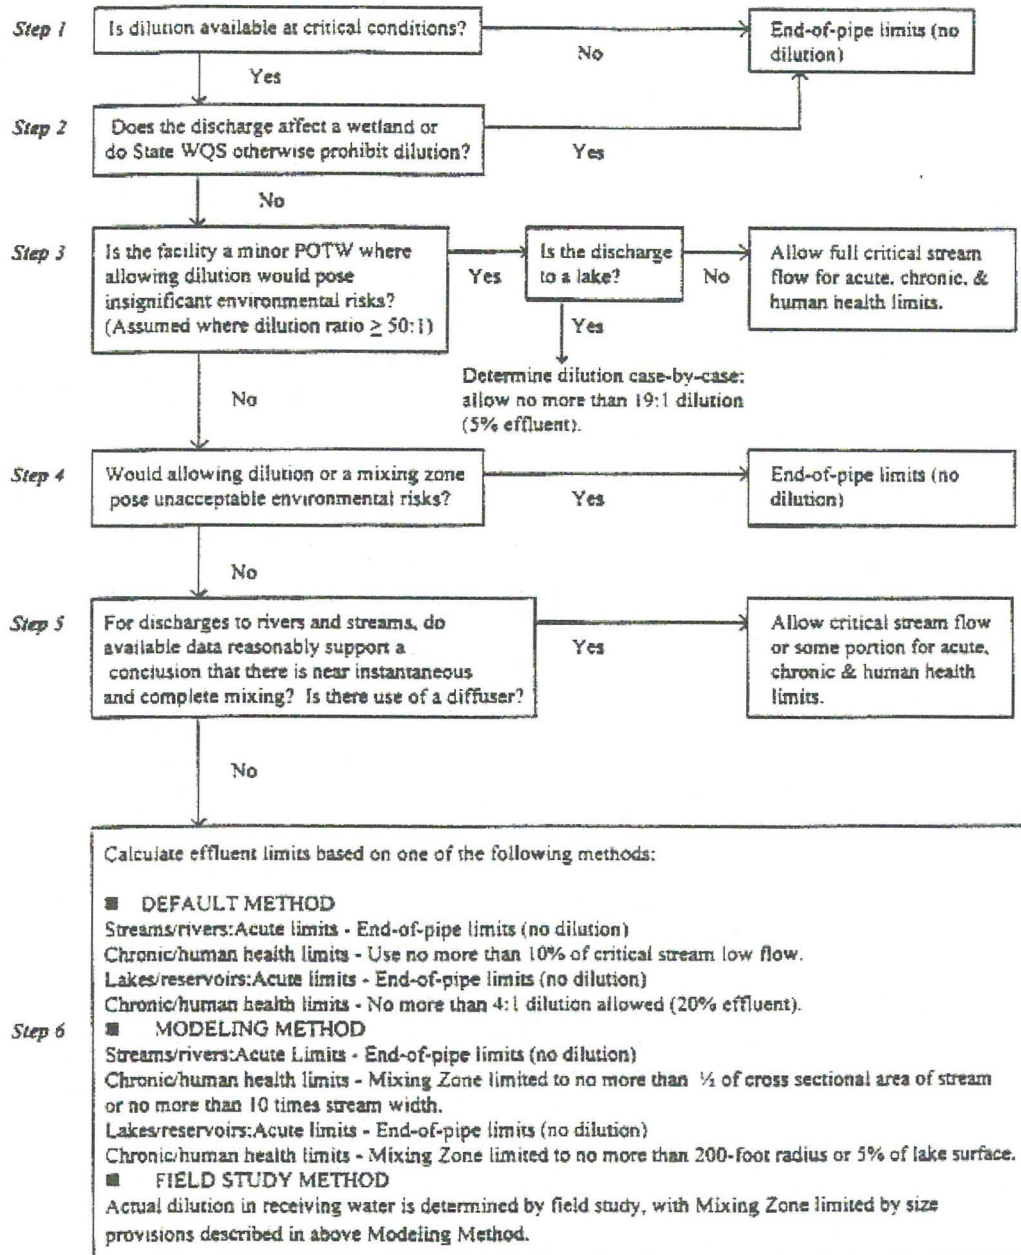 Step 1
Is dilution available at critical conditions?
No
End-of-pipe limits (no
dilution)
Yes
Step 2
Does the discharge affect a wetland or
do State WQS otherwise prohibit dilution?
Yes
No
Step 3
Is the facility a minor POTW where
allowing dilution would pose
insignificant environmental risks?
(Assumed where dilution ratio ≥ 50:1)
Yes
Is the discharge
to a lake?
No
Allow full critical stream
flow for acute, chronic, &
human health limits.
Yes
Determine dilution case-by-case:
allow no more than 19:1 dilution
(5% effluent).
No
Step 4
Would allowing dilution or a mixing zone
pose unacceptable environmental risks?
Yes
End-of-pipe limits (no
dilution)
No
Step 5
For discharges to rivers and streams, do
available data reasonably support a
conclusion that there is near instantaneous
and complete mixing? Is there use of a diffuser?
Yes
Allow critical stream flow
or some portion for acute,
chronic & human health
limits.
No
Step 6
Calculate effluent limits based on one of the following methods:
■ DEFAULT METHOD
Streams/rivers:Acute limits - End-of-pipe limits (no dilution)
Chronic/human health limits - Use no more than 10% of critical stream low flow.
Lakes/reservoirs:Acute limits - End-of-pipe limits (no dilution)
Chronic/human health limits - No more than 4:1 dilution allowed (20% effluent).
■ MODELING METHOD
Streams/rivers:Acute Limits - End-of-pipe limits (no dilution)
Chronic/human health limits - Mixing Zone limited to no more than ½ of cross sectional area of stream
or no more than 10 times stream width.
Lakes/reservoirs:Acute limits - End-of-pipe limits (no dilution)
Chronic/human health limits - Mixing Zone limited to no more than 200-foot radius or 5% of lake surface.
■ FIELD STUDY METHOD
Actual dilution in receiving water is determined by field study, with Mixing Zone limited by size
provisions described in above Modeling Method.